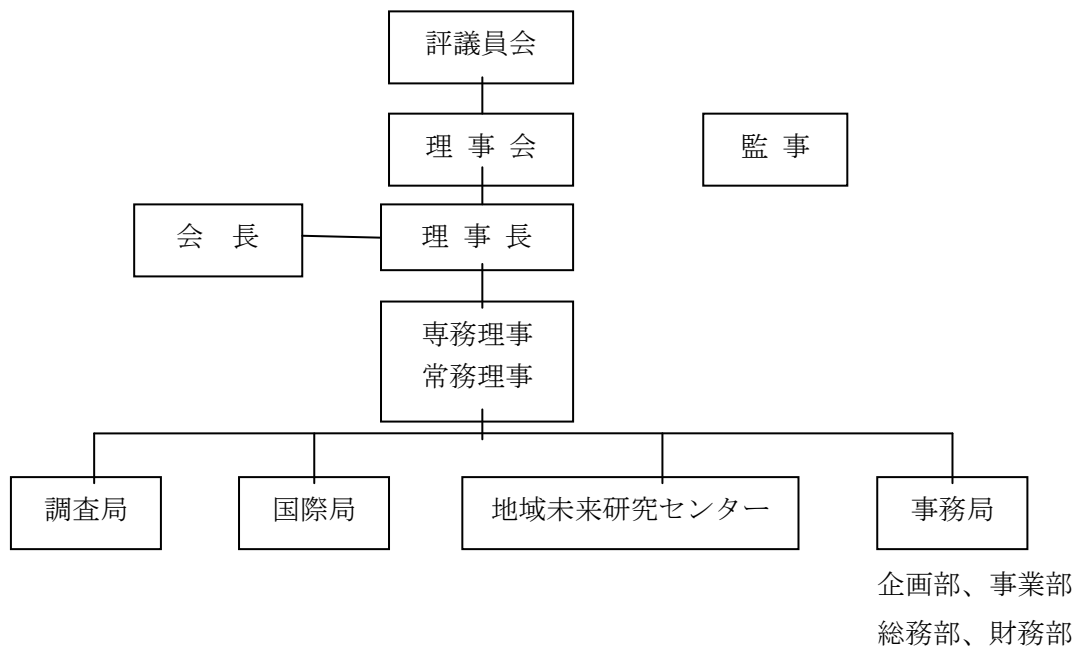 評議員会
理 事 会
監 事
会 長
理 事 長
専務理事
常務理事
調査局
国際局
地域未来研究センター
事務局
企画部、事業部
総務部、財務部